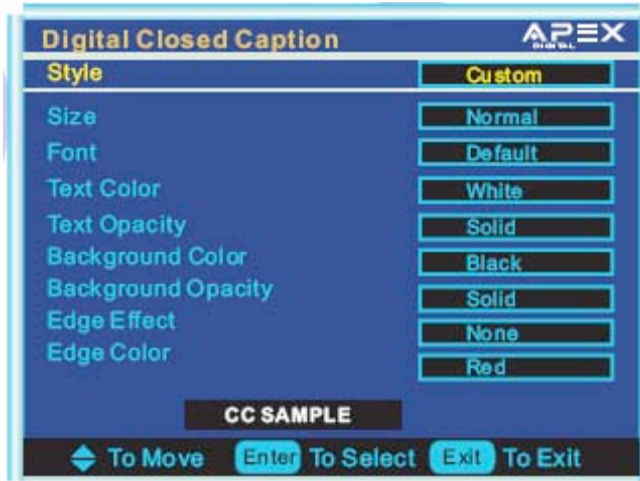 Digital Closed Caption APEX
DIGITAL
Style Custom
Size Normal
Font Default
Text Color White
Text Opacity Solid
Background Color Black
Background Opacity Solid
Edge Effect None
Edge Color Red
CC SAMPLE
To Move Enter To Select Exit To Exit